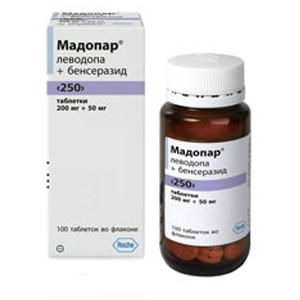 Мадопар®
леводопа
+ бенсеразид
‹250›
таблетки
200 мг + 50 мг
100 таблеток во флаконе
Roche
Мадопар®
леводопа
+ бенсеразид
‹250›
таблетки
200 мг + 50 мг
100 таблеток во флаконе
Roche